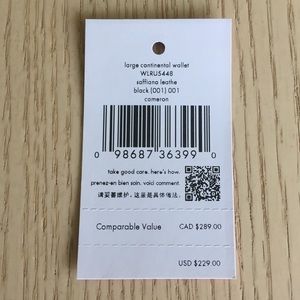 large continental wallet
WLRU5448
saffiano leathe
black (001) 001
cameron
0 98687 36399 0
take good care. here's how.
prenez-en bien soin. voici comment.
请妥善维护。这里是具体方法。
Comparable Value CAD $289.00
USD $229.00